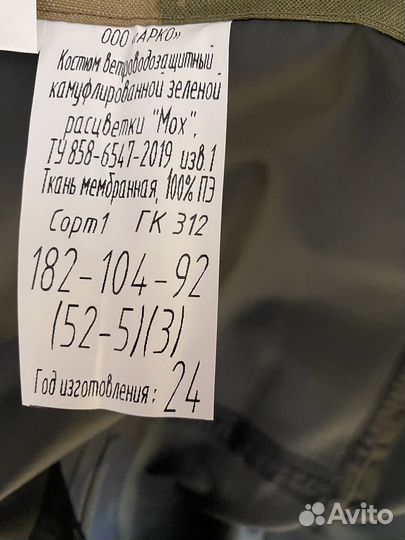 ООО «АРКО»
Костюм ветроводозащитный
камуфлированной зеленой
расцветки "Мох",
ТУ 858-6547-2019, изв.1
Ткань мембранная, 100% ПЭ
Сорт1 ГК 312
182-104-92
(52-5)(3)
Год изготовления: 24
Avito